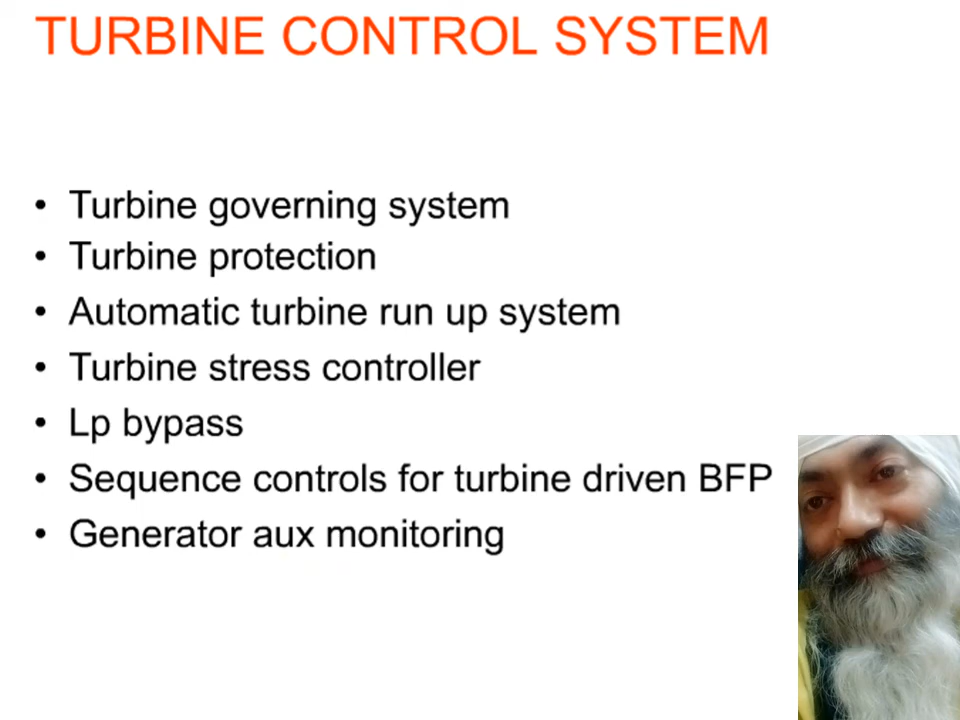 TURBINE CONTROL SYSTEM
• Turbine governing system
• Turbine protection
• Automatic turbine run up system
• Turbine stress controller
• Lp bypass
• Sequence controls for turbine driven BFP
• Generator aux monitoring